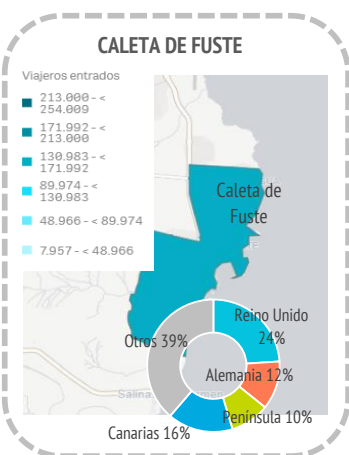 CALETA DE FUSTE
Viajeros entrados
213.000 - <
254.009
171.992 - <
213.000
130.983 - <
171.992
89.974 - <
130.983
48.966 - < 89.974
7.957 - < 48.966
Caleta de
Fuste
Reino Unido
24%
Otros 39%
Alemania 12%
Península 10%
Canarias 16%